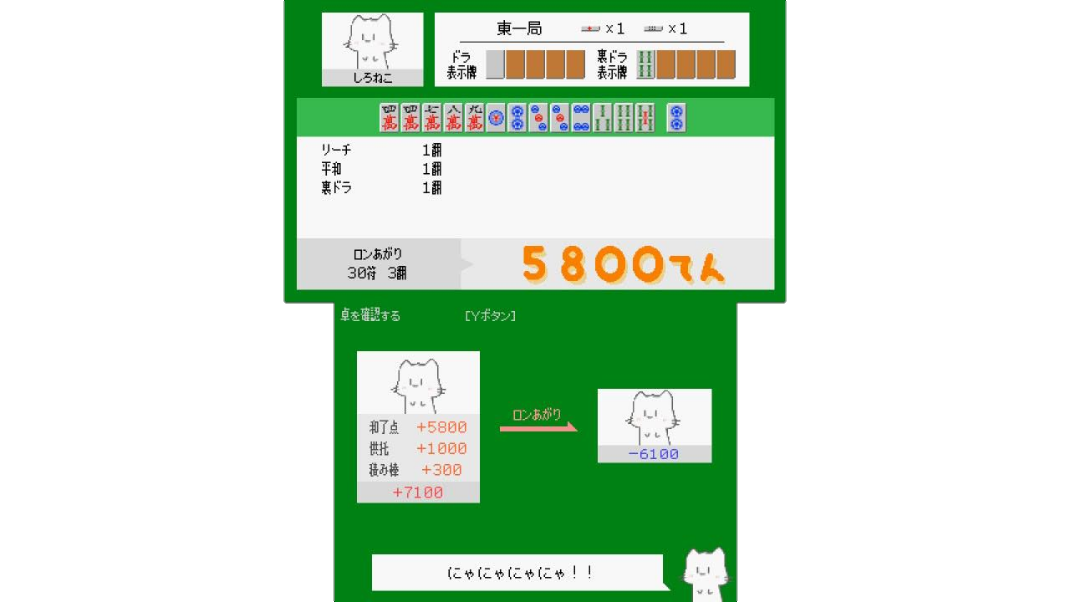 しろねこ
東一局 x1 x1
ドラ
表示牌
裏ドラ
表示牌
四萬 四萬 七萬 八萬 九萬
リーチ 1翻
平和 1翻
裏ドラ 1翻
ロンあがり
30符 3翻
5800てん
卓を確認する [Yボタン]
和了点 +5800
供托 +1000
積み棒 +300
+7100
ロンあがり
-6100
にゃにゃにゃにゃ！！